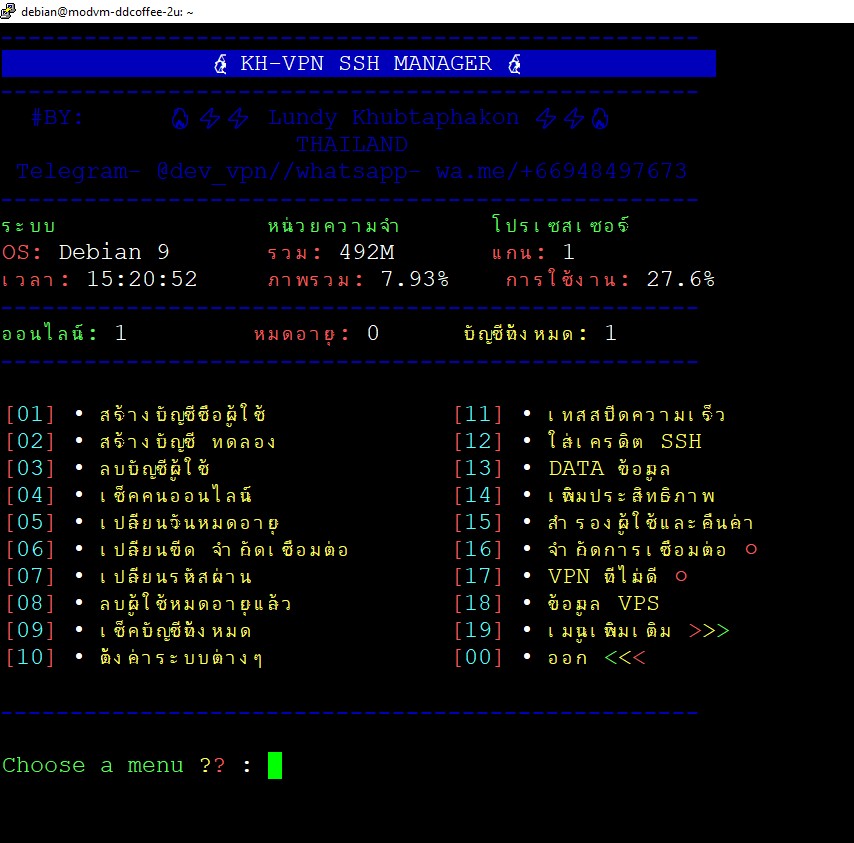 debian@modvm-ddcoffee-2u: ~
KH-VPN SSH MANAGER
#BY: Lundy Khubtaphakon
THAILAND
Telegram- @dev_vpn//whatsapp- wa.me/+66948497673
ระบบ หน่วยความจำ โปรเซสเซอร์
OS: Debian 9 รวม: 492M แกน: 1
เวลา: 15:20:52 ภาพรวม: 7.93% การใช้งาน: 27.6%
ออนไลน์: 1 หมดอายุ: 0 บัญชีทั้งหมด: 1
[01] • สร้างบัญชีชื่อผู้ใช้ [11] • เทสสปีดความเร็ว
[02] • สร้างบัญชี ทดลอง [12] • ใส่เครดิต SSH
[03] • ลบบัญชีผู้ใช้ [13] • DATA ข้อมูล
[04] • เช็คคนออนไลน์ [14] • เพิ่มประสิทธิภาพ
[05] • เปลี่ยนวันหมดอายุ [15] • สำรองผู้ใช้และคืนค่า
[06] • เปลี่ยนขีด จำกัดเชื่อมต่อ [16] • จำกัดการเชื่อมต่อ ○
[07] • เปลี่ยนรหัสผ่าน [17] • VPN ที่ไม่ดี ○
[08] • ลบผู้ใช้หมดอายุแล้ว [18] • ข้อมูล VPS
[09] • เช็คบัญชีทั้งหมด [19] • เมนูเพิ่มเติม >>>
[10] • ตั้งค่าระบบต่างๆ [00] • ออก <<<
Choose a menu ?? :